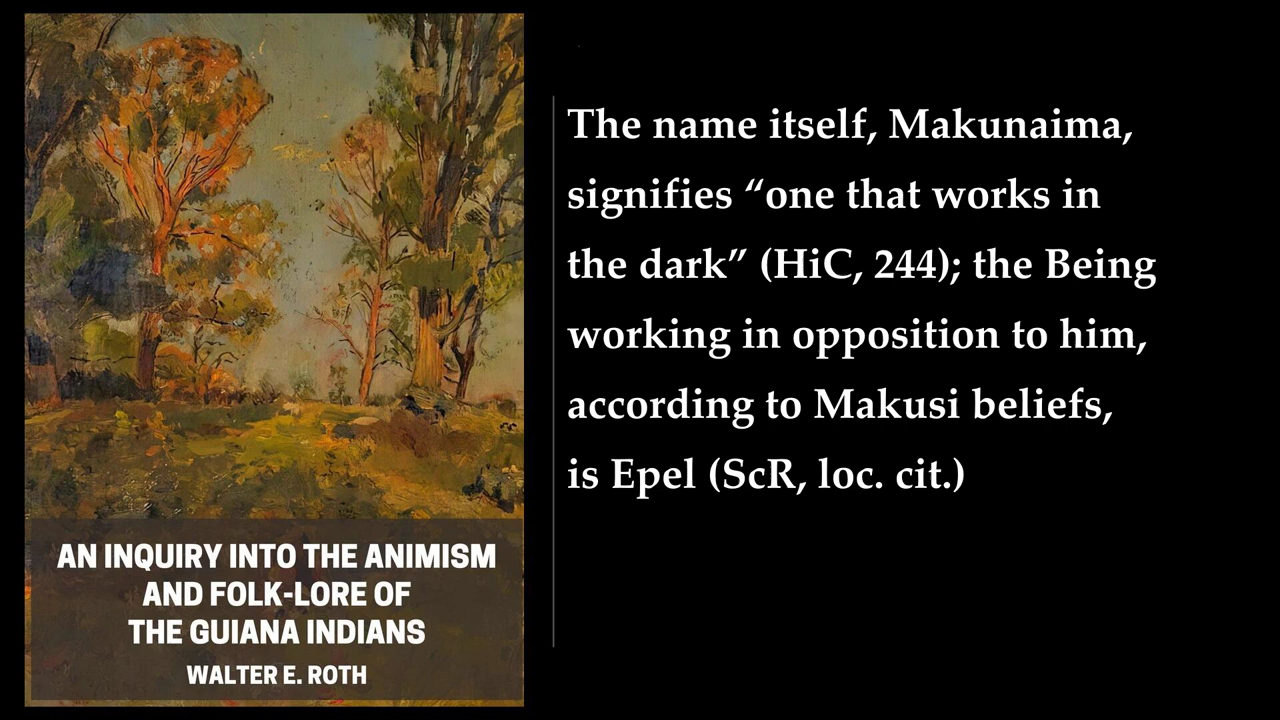 The name itself, Makunaima,
signifies “one that works in
the dark” (HiC, 244); the Being
working in opposition to him,
according to Makusi beliefs,
is Epel (ScR, loc. cit.)
AN INQUIRY INTO THE ANIMISM
AND FOLK-LORE OF
THE GUIANA INDIANS
WALTER E. ROTH